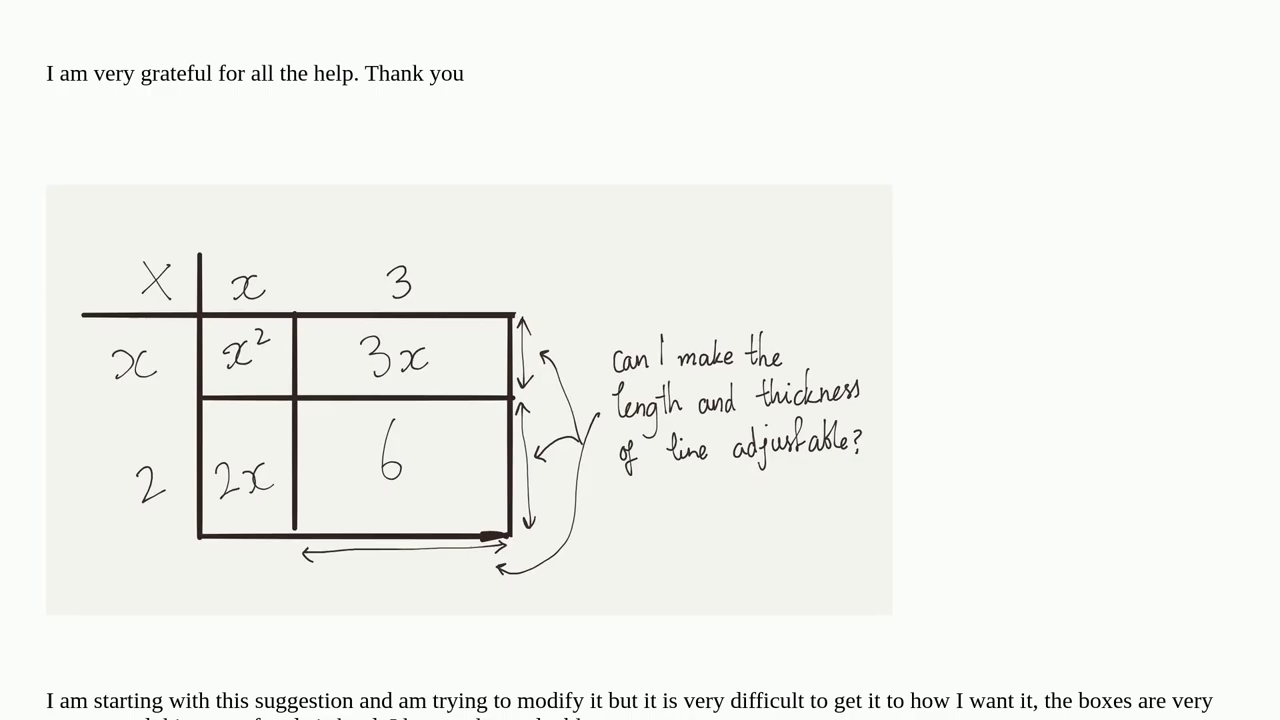 I am very grateful for all the help. Thank you
X x 3
x x² 3x
2 2x 6
can I make the
length and thickness
of line adjustable?
I am starting with this suggestion and am trying to modify it but it is very difficult to get it to how I want it, the boxes are very